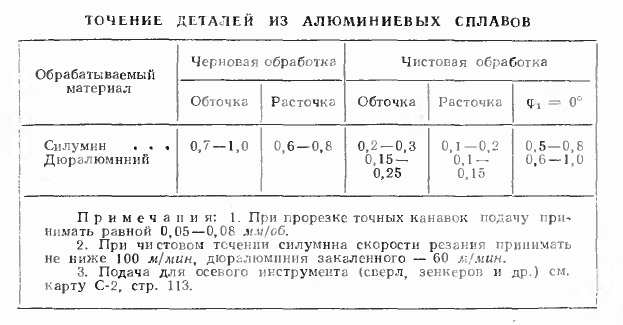 ТОЧЕНИЕ ДЕТАЛЕЙ ИЗ АЛЮМИНИЕВЫХ СПЛАВОВ
Обрабатываемый материал
Черновая обработка
Чистовая обработка
Обточка
Расточка
Обточка
Расточка
φ₁ = 0°
Силумин . . . 0,7—1,0 0,6—0,8 0,2—0,3 0,1—0,2 0,5—0,8
Дюралюминий 0,15— 0,1— 0,6—1,0
0,25 0,15
Примечания: 1. При прорезке точных канавок подачу при-
нимать равной 0,05—0,08 мм/об.
2. При чистовом точении силумина скорости резания принимать
не ниже 100 м/мин, дюралюминия закаленного — 60 м/мин.
3. Подача для осевого инструмента (сверл, зенкеров и др.) см.
карту С-2, стр. 113.